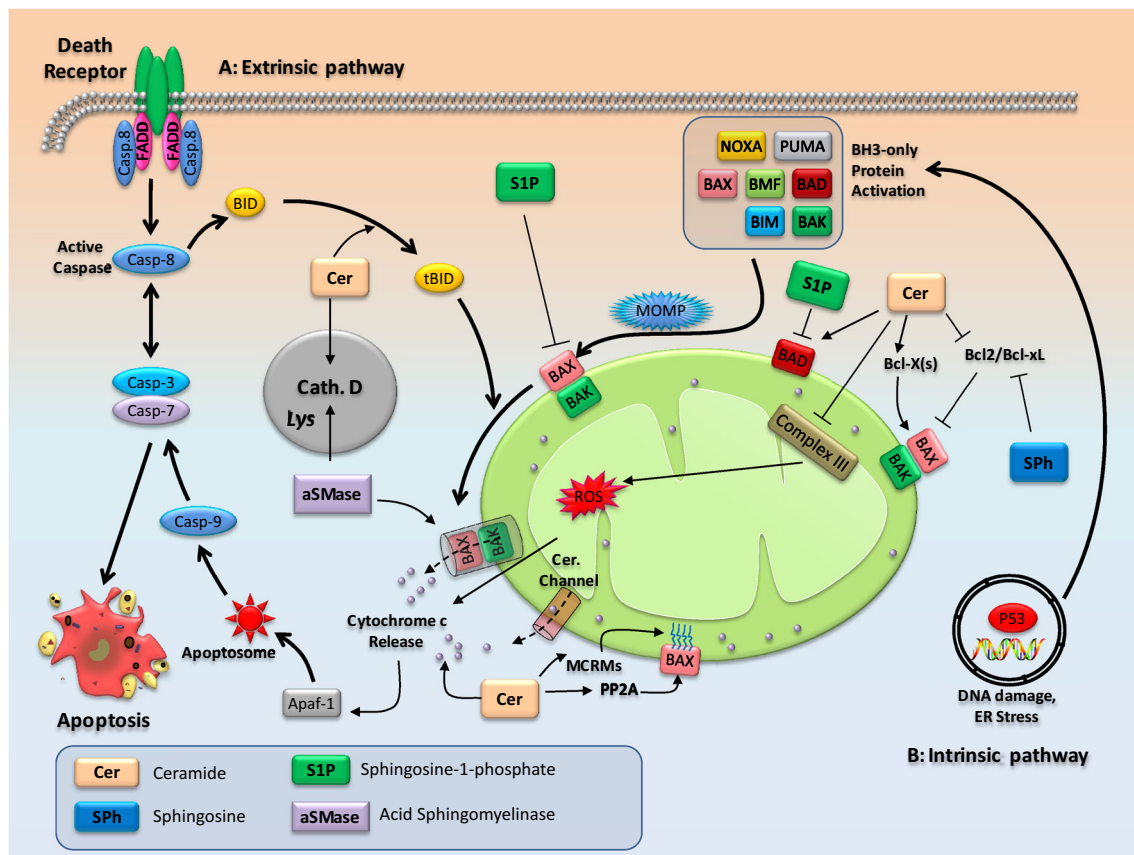 Death
Receptor
A: Extrinsic pathway
Casp.8
FADD
FADD
Casp.8
NOXA
PUMA
BAX
BMF
BAD
BIM
BAK
BH3-only
Protein
Activation
S1P
BID
Active
Caspase
Casp-8
Cer
tBID
MOMP
S1P
Cer
BAX
BAK
BAD
Bcl-X(s)
Bcl2/Bcl-xL
Casp-3
Casp-7
Cath. D
Lys
Complex III
BAK
BAX
SPh
aSMase
ROS
Casp-9
BAX
BAK
Cer.
Channel
Cytochrome c
Release
P53
Apoptosome
MCRMs
BAX
PP2A
Cer
Apaf-1
DNA damage,
ER Stress
Apoptosis
B: Intrinsic pathway
Cer
Ceramide
S1P
Sphingosine-1-phosphate
SPh
Sphingosine
aSMase
Acid Sphingomyelinase